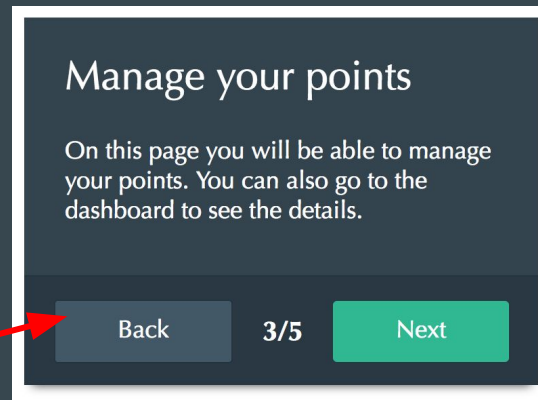 Manage your points
On this page you will be able to manage
your points. You can also go to the
dashboard to see the details.
Back 3/5 Next